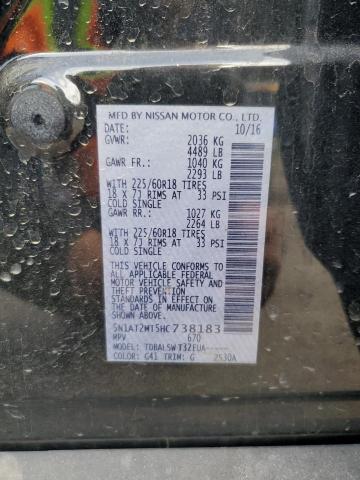 MFD BY NISSAN MOTOR CO., LTD.
DATE: 10/16
GVWR: 2036 KG
4489 LB
GAWR FR.: 1040 KG
2293 LB
WITH 225/60R18 TIRES
18 X 7J RIMS AT 33 PSI
COLD SINGLE
GAWR RR.: 1027 KG
2264 LB
WITH 225/60R18 TIRES
18 X 7J RIMS AT 33 PSI
COLD SINGLE
THIS VEHICLE CONFORMS TO
ALL APPLICABLE FEDERAL
MOTOR VEHICLE SAFETY AND
THEFT PREVENTION
STANDARDS IN EFFECT ON
THE DATE OF MANUFACTURE
SHOWN ABOVE.
5N1AT2MT5HC738183
MPV 670
MODEL: TDBALSWT32EUA-----
COLOR: G41 TRIM: G 2530A